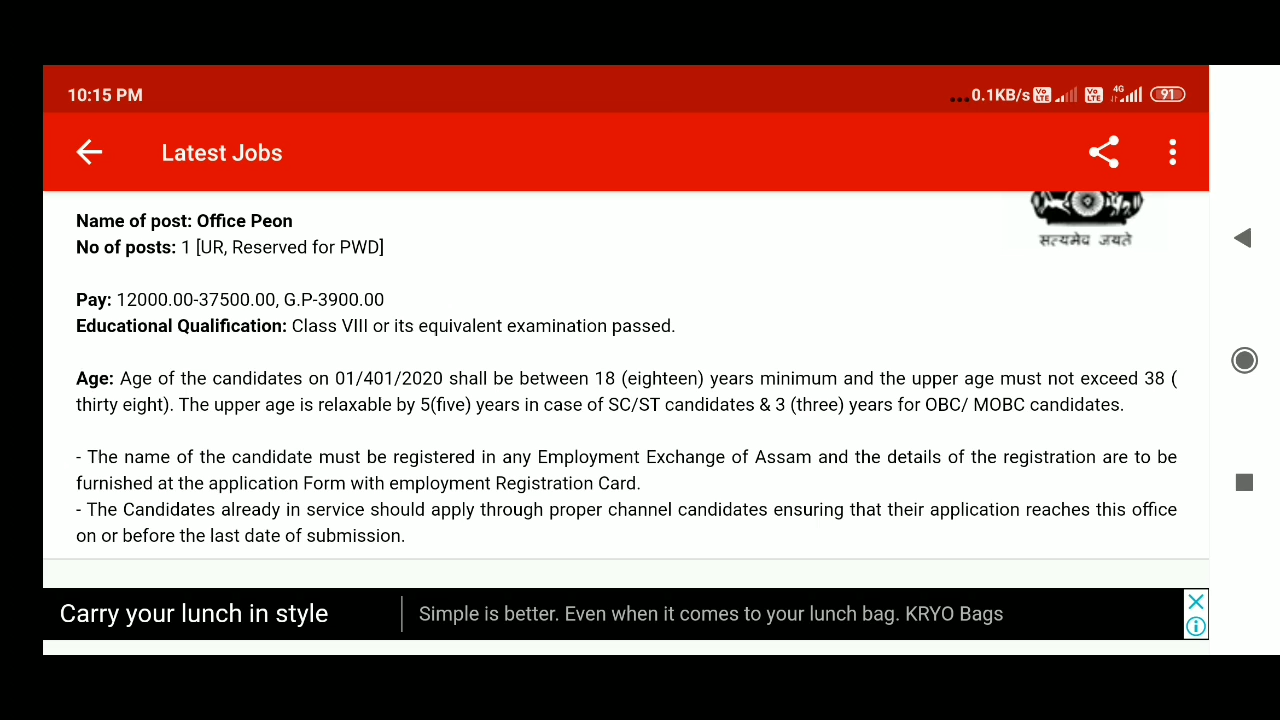 10:15 PM
0.1KB/s Vo LTE Vo LTE 4G 91
Latest Jobs
सत्यमेव जयते
Name of post: Office Peon
No of posts: 1 [UR, Reserved for PWD]
Pay: 12000.00-37500.00, G.P-3900.00
Educational Qualification: Class VIII or its equivalent examination passed.
Age: Age of the candidates on 01/401/2020 shall be between 18 (eighteen) years minimum and the upper age must not exceed 38 (
thirty eight). The upper age is relaxable by 5(five) years in case of SC/ST candidates & 3 (three) years for OBC/ MOBC candidates.
- The name of the candidate must be registered in any Employment Exchange of Assam and the details of the registration are to be
furnished at the application Form with employment Registration Card.
- The Candidates already in service should apply through proper channel candidates ensuring that their application reaches this office
on or before the last date of submission.
Carry your lunch in style
Simple is better. Even when it comes to your lunch bag. KRYO Bags